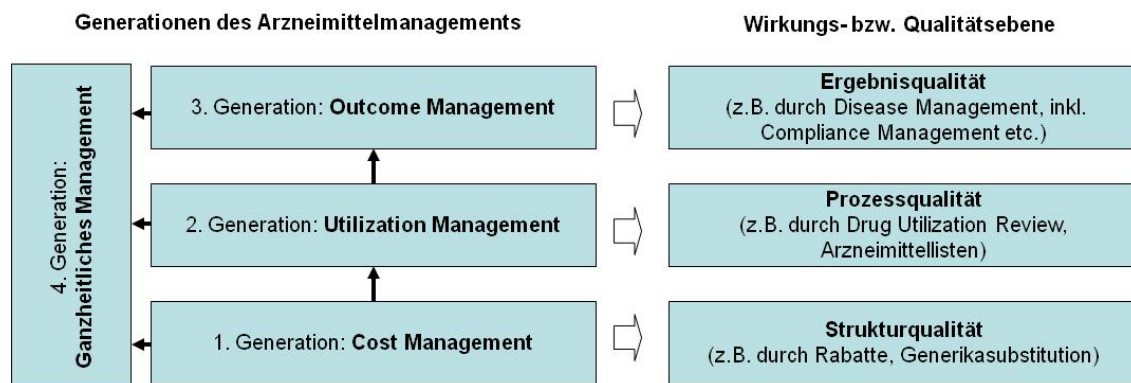 Generationen des Arzneimittelmanagements
Wirkungs- bzw. Qualitätsebene
4. Generation:
Ganzheitliches Management
3. Generation: Outcome Management
Ergebnisqualität
(z.B. durch Disease Management, inkl.
Compliance Management etc.)
2. Generation: Utilization Management
Prozessqualität
(z.B. durch Drug Utilization Review,
Arzneimittellisten)
1. Generation: Cost Management
Strukturqualität
(z.B. durch Rabatte, Generikasubstitution)